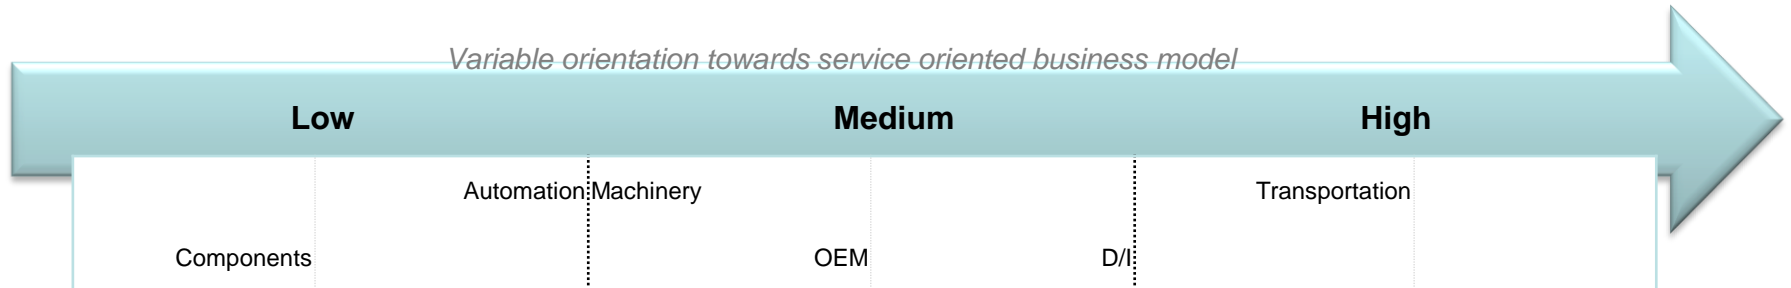 Variable orientation towards service oriented business model
Low Medium High
Automation Machinery Transportation
Components OEM D/I